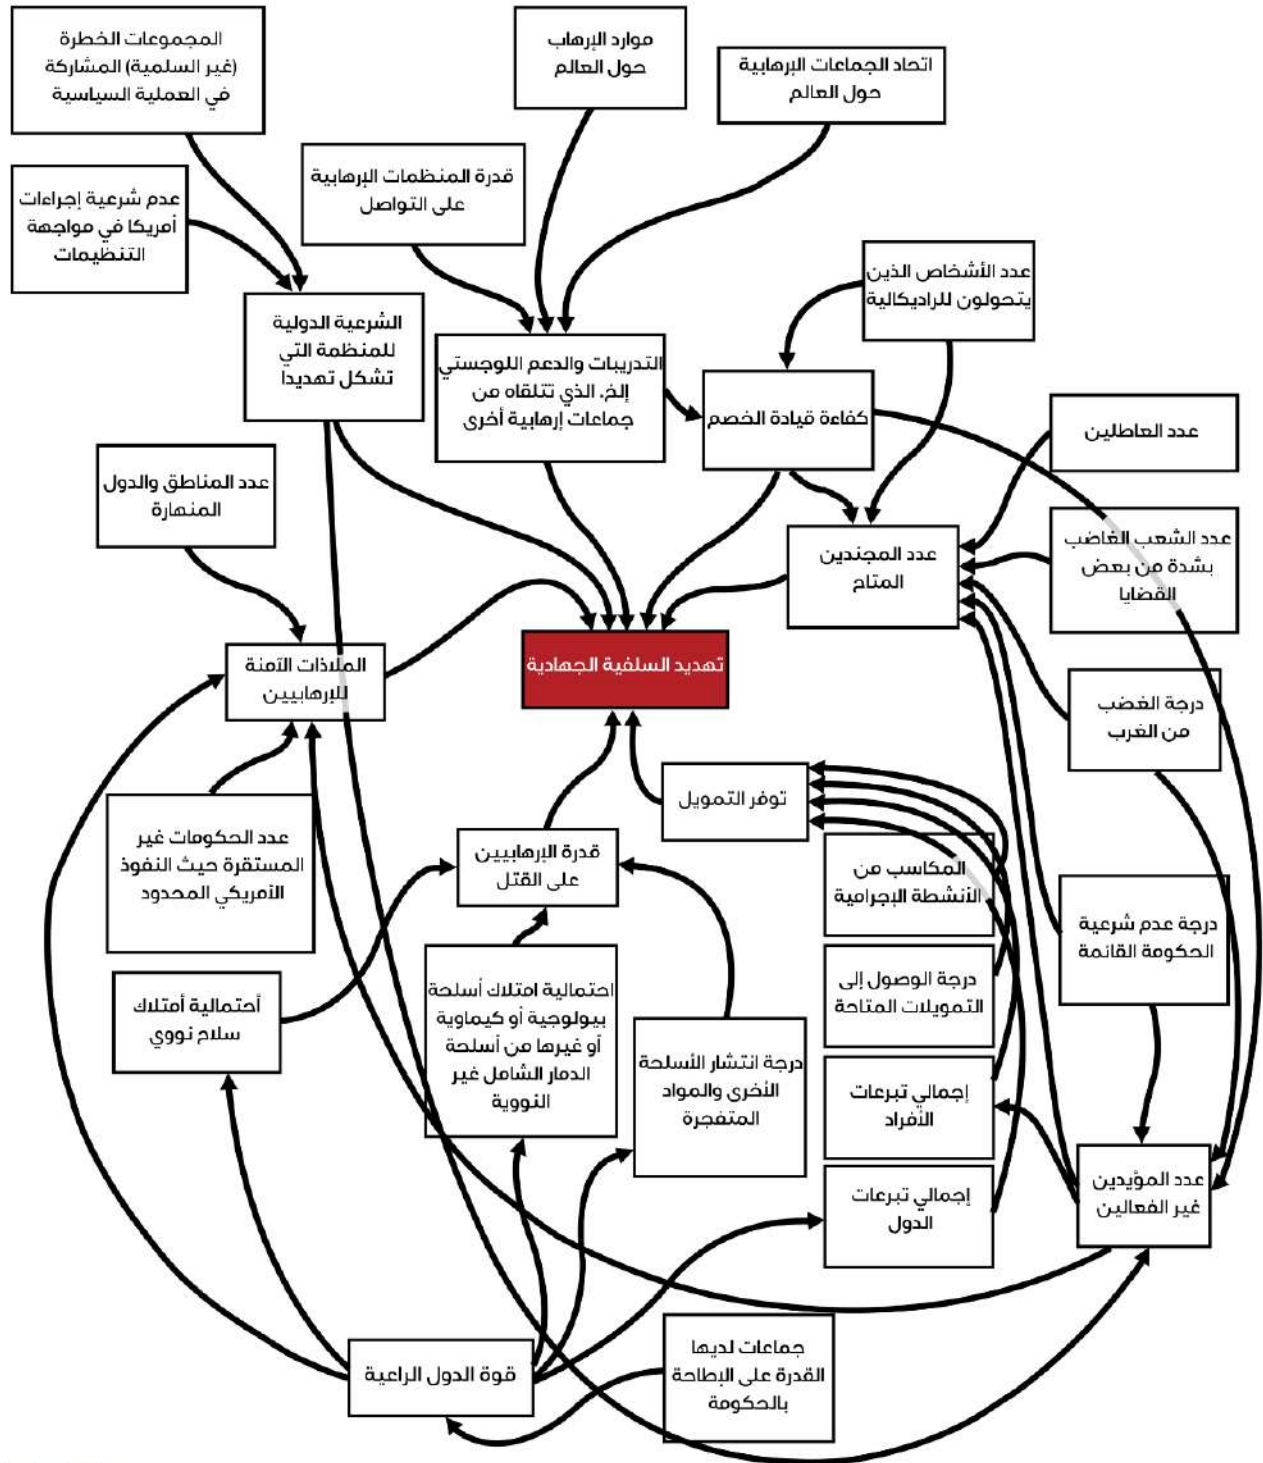 المجموعات الخطرة
(غير السلمية) المشاركة
في العملية السياسية
موارد الإرهاب
حول العالم
اتحاد الجماعات الإرهابية
حول العالم
قدرة المنظمات الإرهابية
على التواصل
عدم شرعية إجراءات
أمريكا في مواجهة
التنظيمات
عدد الأشخاص الذين
يتحولون للراديكالية
الشرعية الدولية
للمنظمة التي
تشكل تهديدا
التدريبات والدعم اللوجستي
إلخ. الذي تتلقاه من
جماعات إرهابية أخرى
كفاءة قيادة الخصم
عدد العاطلين
عدد المناطق والدول
المنهارة
عدد المجندين
المتاح
عدد الشعب الغاضب
بشدة من بعض
القضايا
الملاذات الآمنة
للإرهابيين
تهديد السلفية الجهادية
درجة الغضب
من الغرب
توفر التمويل
عدد الحكومات غير
المستقرة حيث النفوذ
الأمريكي المحدود
قدرة الإرهابيين
على القتل
المكاسب من
الأنشطة الإجرامية
درجة عدم شرعية
الحكومة القائمة
أحتمالية أمتلاك
سلاح نووي
احتمالية امتلاك أسلحة
بيولوجية أو كيماوية
أو غيرها من أسلحة
الدمار الشامل غير
النووية
درجة الوصول إلى
التمويلات المتاحة
درجة انتشار الأسلحة
الأخرى والمواد
المتفجرة
إجمالي تبرعات
الأفراد
إجمالي تبرعات
الدول
عدد المؤيدين
غير الفعالين
قوة الدول الراعية
جماعات لديها
القدرة على الإطاحة
بالحكومة